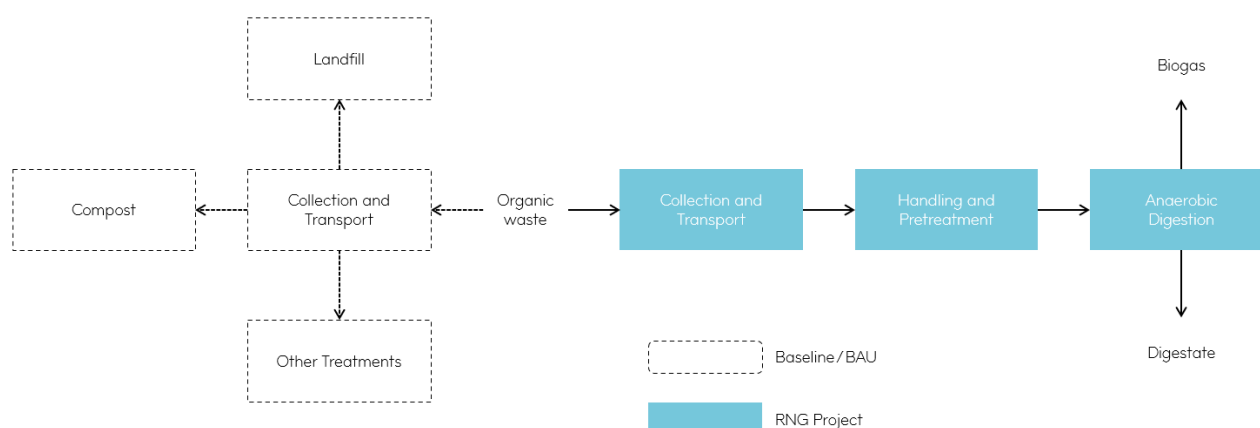 Landfill
Biogas
Compost
Collection and
Transport
Organic
waste
Collection and
Transport
Handling and
Pretreatment
Anaerobic
Digestion
Other Treatments
Digestate
Baseline/BAU
RNG Project